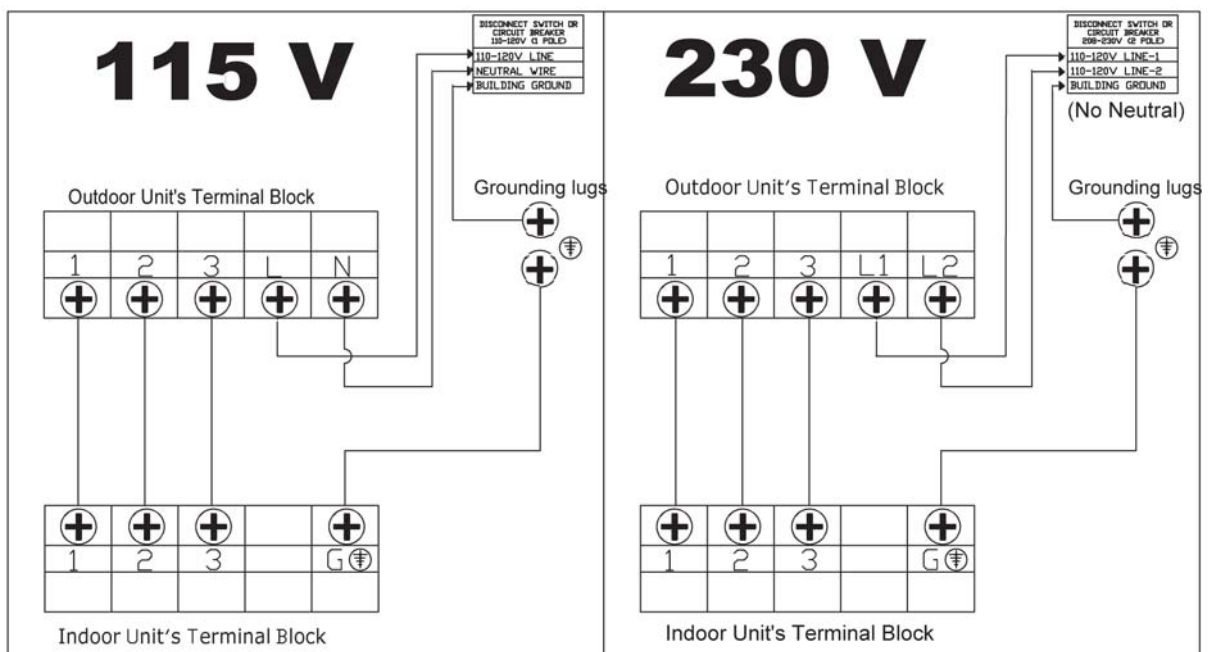 115 V
DISCONNECT SWITCH OR
CIRCUIT BREAKER
110-120V (1 POLE)
110-120V LINE
NEUTRAL WIRE
BUILDING GROUND
Outdoor Unit's Terminal Block
Grounding lugs
1 2 3 L N
1 2 3 G
Indoor Unit's Terminal Block
230 V
DISCONNECT SWITCH OR
CIRCUIT BREAKER
208-230V (2 POLE)
110-120V LINE-1
110-120V LINE-2
BUILDING GROUND
(No Neutral)
Outdoor Unit's Terminal Block
Grounding lugs
1 2 3 L1 L2
1 2 3 G
Indoor Unit's Terminal Block